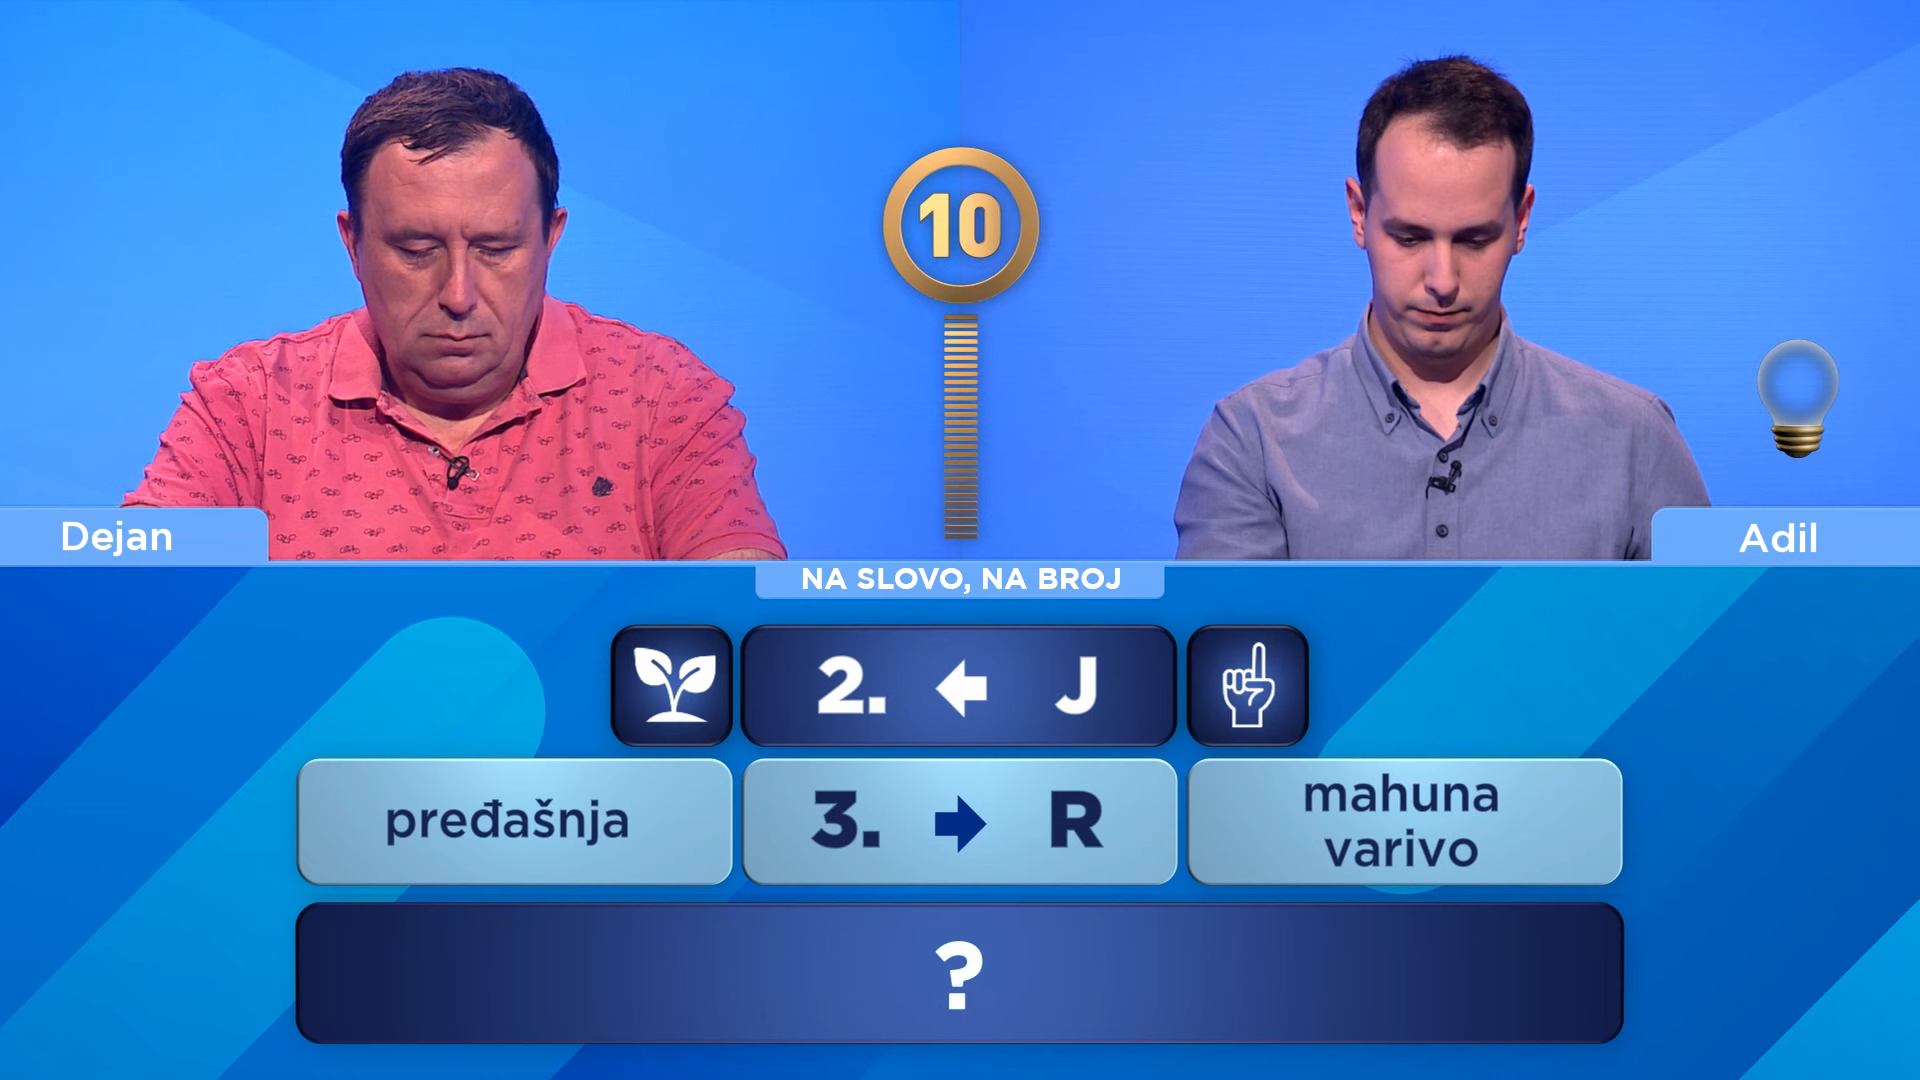 10
Dejan
Adil
NA SLOVO, NA BROJ
2. J
pređašnja
3. R
mahuna
varivo
?